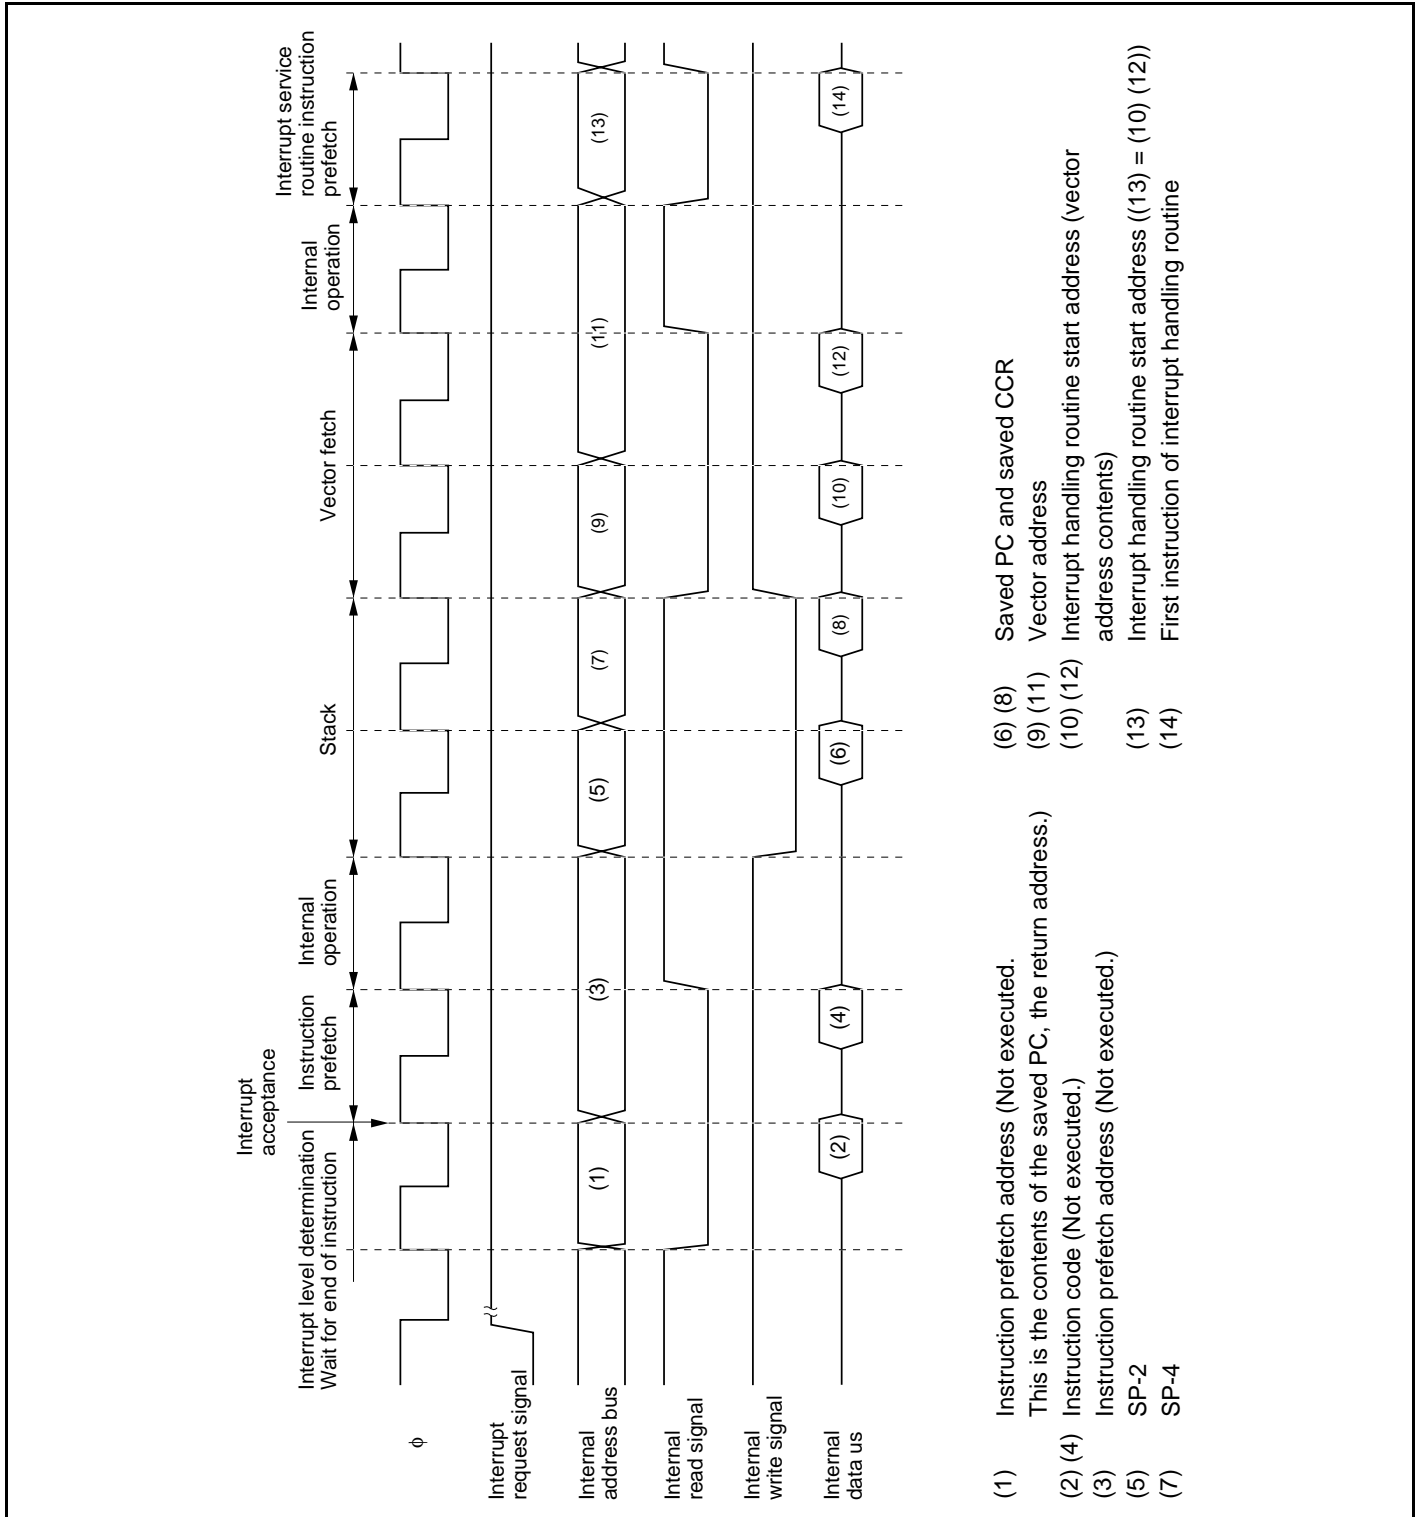 Interrupt
acceptance
Interrupt level determination
Wait for end of instruction
Instruction
prefetch
Internal
operation
Stack
Vector fetch
Internal
operation
Interrupt service
routine instruction
prefetch
φ
Interrupt
request signal
Internal
address bus
(1)
(3)
(5)
(7)
(9)
(11)
(13)
Internal
read signal
Internal
write signal
Internal
data us
(2)
(4)
(6)
(8)
(10)
(12)
(14)
(1) Instruction prefetch address (Not executed.
This is the contents of the saved PC, the return address.)
(2) (4) Instruction code (Not executed.)
(3) Instruction prefetch address (Not executed.)
(5) SP-2
(7) SP-4
(6) (8) Saved PC and saved CCR
(9) (11) Vector address
(10) (12) Interrupt handling routine start address (vector
address contents)
(13) Interrupt handling routine start address ((13) = (10) (12))
(14) First instruction of interrupt handling routine